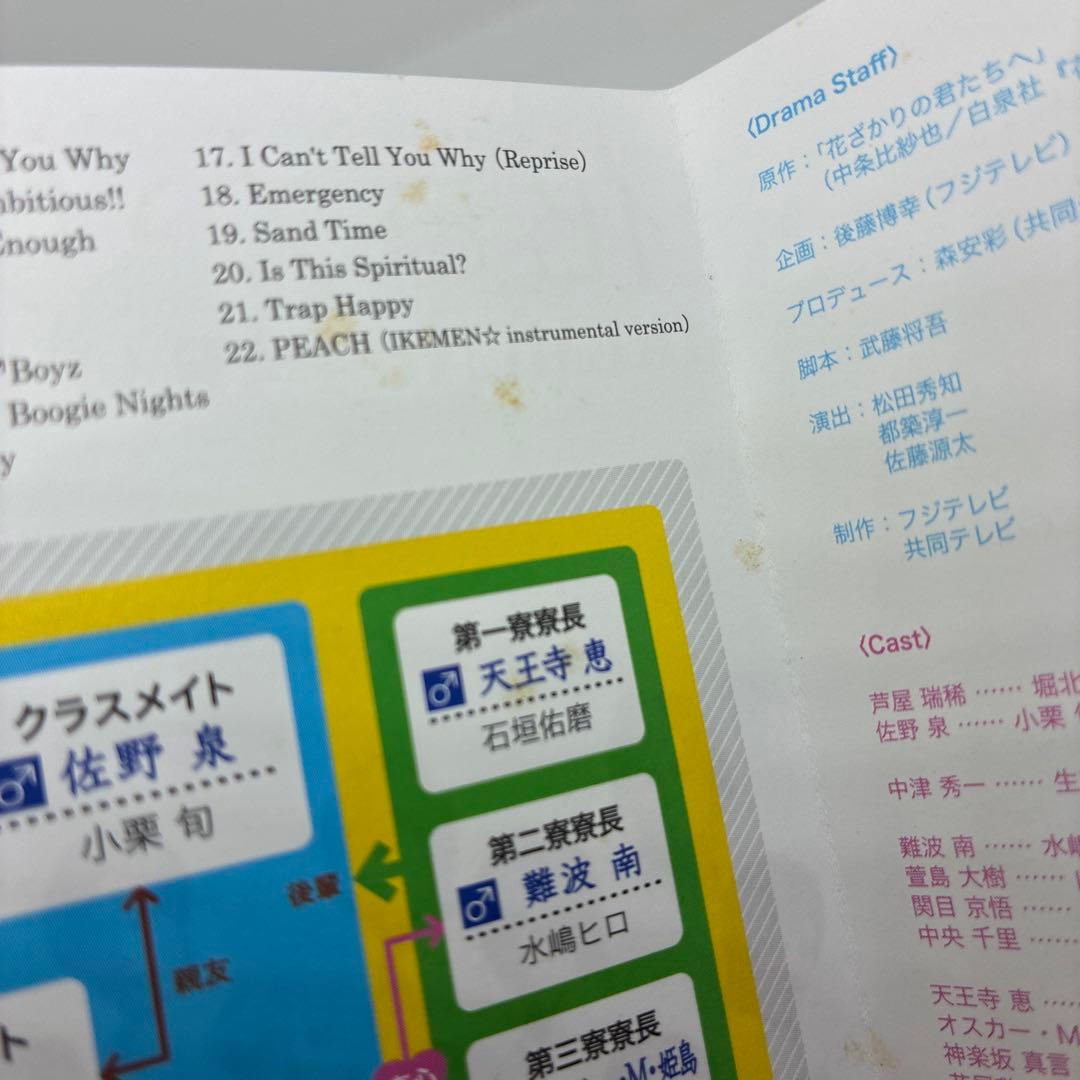 You Why
bitious!!
Enough
Boyz
Boogie Nights
y
17. I Can't Tell You Why (Reprise)
18. Emergency
19. Sand Time
20. Is This Spiritual?
21. Trap Happy
22. PEACH (IKEMEN☆ instrumental version)
クラスメイト
♂ 佐野 泉
小栗 旬
後輩
親友
ト
第一寮寮長
♂ 天王寺 恵
石垣佑磨
第二寮寮長
♂ 難波 南
水嶋ヒロ
第三寮寮長
・M・姫島
〈Drama Staff〉
原作:「花ざかりの君たちへ」
(中条比紗也/白泉社『花
企画:後藤博幸(フジテレビ)
プロデュース:森安彩(共同
脚本:武藤将吾
演出:松田秀知
都築淳一
佐藤源太
制作:フジテレビ
共同テレビ
〈Cast〉
芦屋 瑞稀 …… 堀北
佐野 泉 …… 小栗
中津 秀一 …… 生
難波 南 …… 水嶋
萱島 大樹 ……
関目 京悟 ……
中央 千里 ……
天王寺 恵 ……
オスカー・M
神楽坂 真言